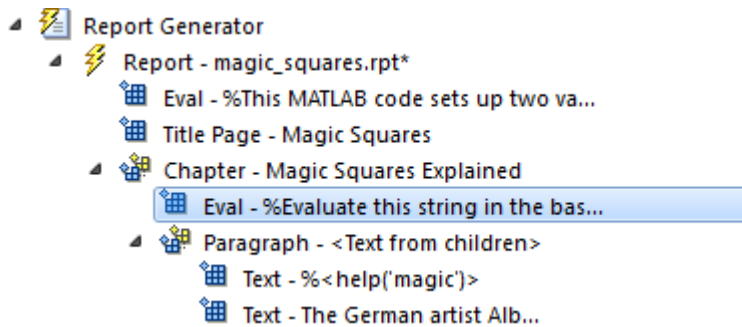 Report Generator
Report - magic_squares.rpt*
Eval - %This MATLAB code sets up two va...
Title Page - Magic Squares
Chapter - Magic Squares Explained
Eval - %Evaluate this string in the bas...
Paragraph - <Text from children>
Text - %<help('magic')>
Text - The German artist Alb...